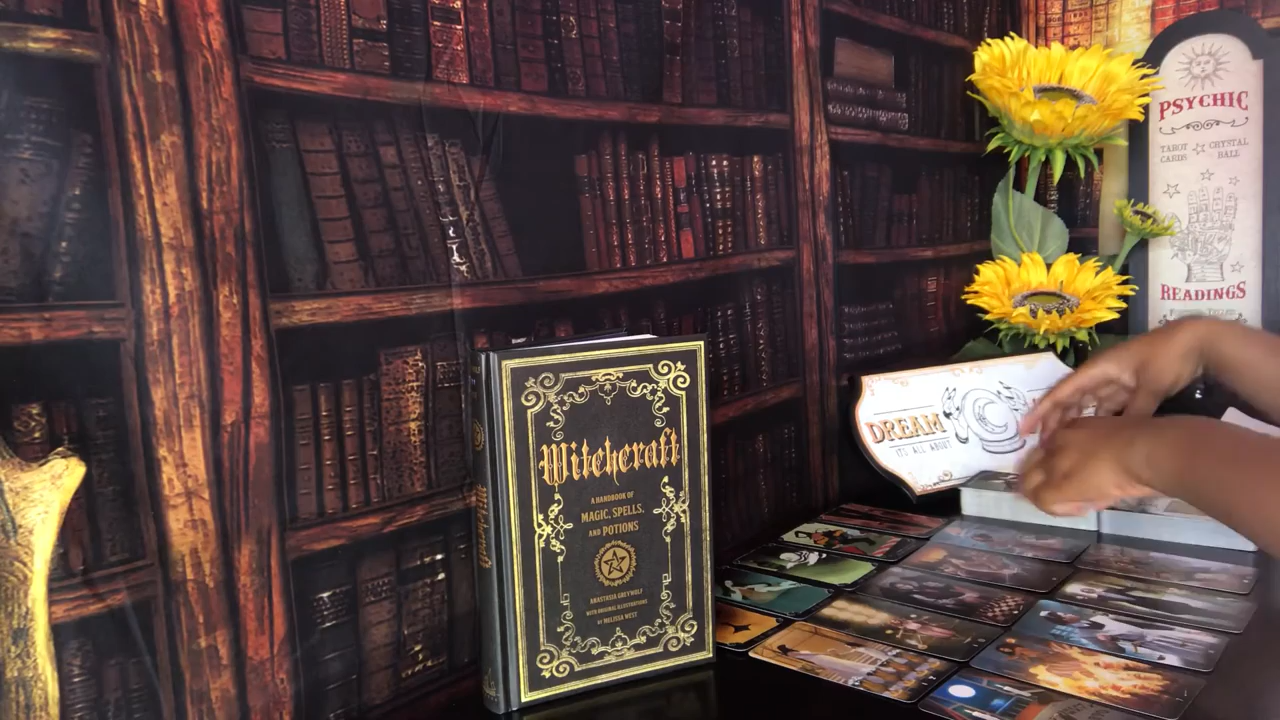 Witchcraft
A HANDBOOK OF
MAGIC, SPELLS,
AND POTIONS
ANASTASIA GREYWOLF
WITH ORIGINAL ILLUSTRATIONS
BY MELISSA WEST
DREAM
IT'S ALL ABOUT
PSYCHIC
TAROT CRYSTAL
CARDS BALL
READINGS